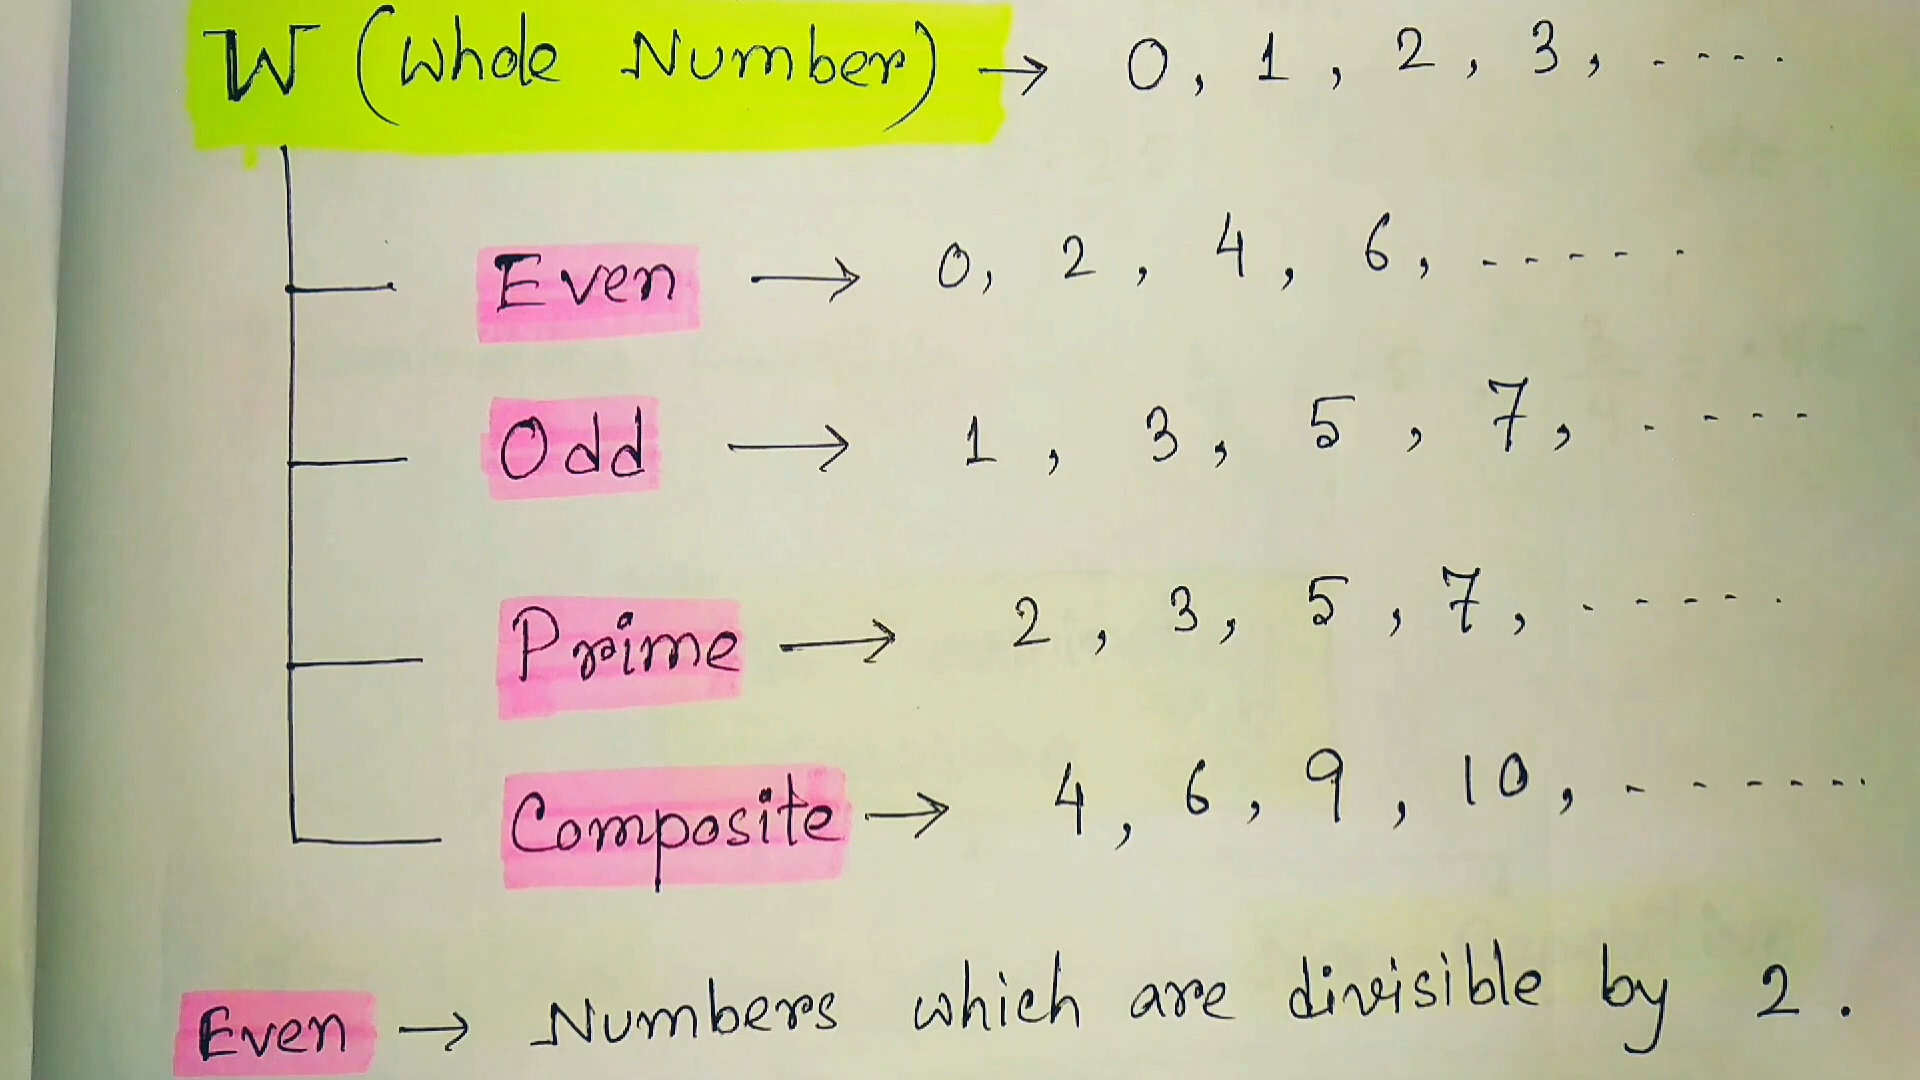 W (Whole Number) → 0, 1, 2, 3, ....
Even → 0, 2, 4, 6, ......
Odd → 1, 3, 5, 7, .....
Prime → 2, 3, 5, 7, ......
Composite → 4, 6, 9, 10, .......
Even → Numbers which are divisible by 2.